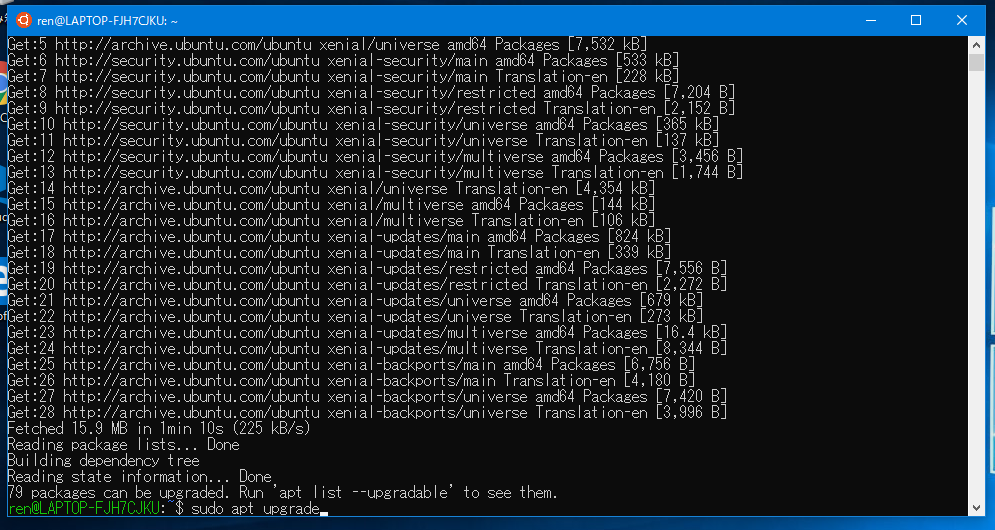 ren@LAPTOP-FJH7CJKU: ~
Get:5 http://archive.ubuntu.com/ubuntu xenial/universe amd64 Packages [7,532 kB]
Get:6 http://security.ubuntu.com/ubuntu xenial-security/main amd64 Packages [533 kB]
Get:7 http://security.ubuntu.com/ubuntu xenial-security/main Translation-en [228 kB]
Get:8 http://security.ubuntu.com/ubuntu xenial-security/restricted amd64 Packages [7,204 B]
Get:9 http://security.ubuntu.com/ubuntu xenial-security/restricted Translation-en [2,152 B]
Get:10 http://security.ubuntu.com/ubuntu xenial-security/universe amd64 Packages [365 kB]
Get:11 http://security.ubuntu.com/ubuntu xenial-security/universe Translation-en [137 kB]
Get:12 http://security.ubuntu.com/ubuntu xenial-security/multiverse amd64 Packages [3,456 B]
Get:13 http://security.ubuntu.com/ubuntu xenial-security/multiverse Translation-en [1,744 B]
Get:14 http://archive.ubuntu.com/ubuntu xenial/universe Translation-en [4,354 kB]
Get:15 http://archive.ubuntu.com/ubuntu xenial/multiverse amd64 Packages [144 kB]
Get:16 http://archive.ubuntu.com/ubuntu xenial/multiverse Translation-en [106 kB]
Get:17 http://archive.ubuntu.com/ubuntu xenial-updates/main amd64 Packages [824 kB]
Get:18 http://archive.ubuntu.com/ubuntu xenial-updates/main Translation-en [339 kB]
Get:19 http://archive.ubuntu.com/ubuntu xenial-updates/restricted amd64 Packages [7,556 B]
Get:20 http://archive.ubuntu.com/ubuntu xenial-updates/restricted Translation-en [2,272 B]
Get:21 http://archive.ubuntu.com/ubuntu xenial-updates/universe amd64 Packages [679 kB]
Get:22 http://archive.ubuntu.com/ubuntu xenial-updates/universe Translation-en [273 kB]
Get:23 http://archive.ubuntu.com/ubuntu xenial-updates/multiverse amd64 Packages [16.4 kB]
Get:24 http://archive.ubuntu.com/ubuntu xenial-updates/multiverse Translation-en [8,344 B]
Get:25 http://archive.ubuntu.com/ubuntu xenial-backports/main amd64 Packages [6,756 B]
Get:26 http://archive.ubuntu.com/ubuntu xenial-backports/main Translation-en [4,180 B]
Get:27 http://archive.ubuntu.com/ubuntu xenial-backports/universe amd64 Packages [7,420 B]
Get:28 http://archive.ubuntu.com/ubuntu xenial-backports/universe Translation-en [3,996 B]
Fetched 15.9 MB in 1min 10s (225 kB/s)
Reading package lists... Done
Building dependency tree
Reading state information... Done
79 packages can be upgraded. Run 'apt list --upgradable' to see them.
ren@LAPTOP-FJH7CJKU:~$ sudo apt upgrade